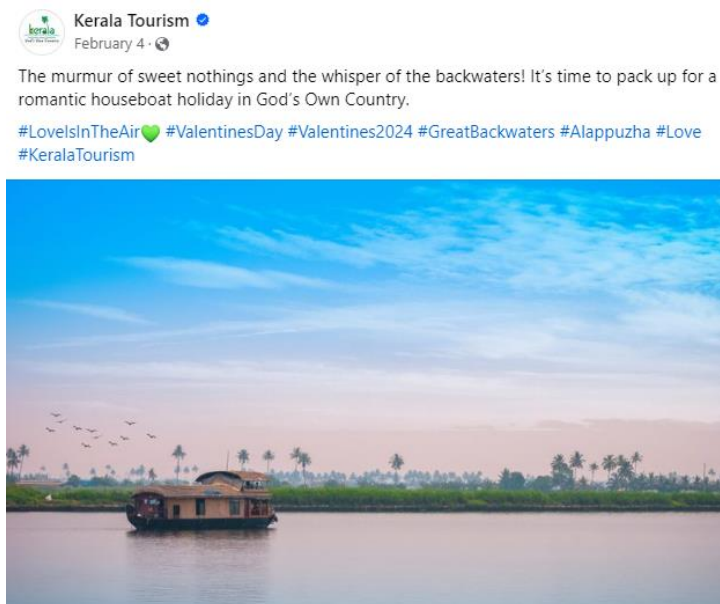 kerala
God's Own Country
Kerala Tourism
February 4
The murmur of sweet nothings and the whisper of the backwaters! It’s time to pack up for a
romantic houseboat holiday in God’s Own Country.
#LoveIsInTheAir💚 #ValentinesDay #Valentines2024 #GreatBackwaters #Alappuzha #Love
#KeralaTourism